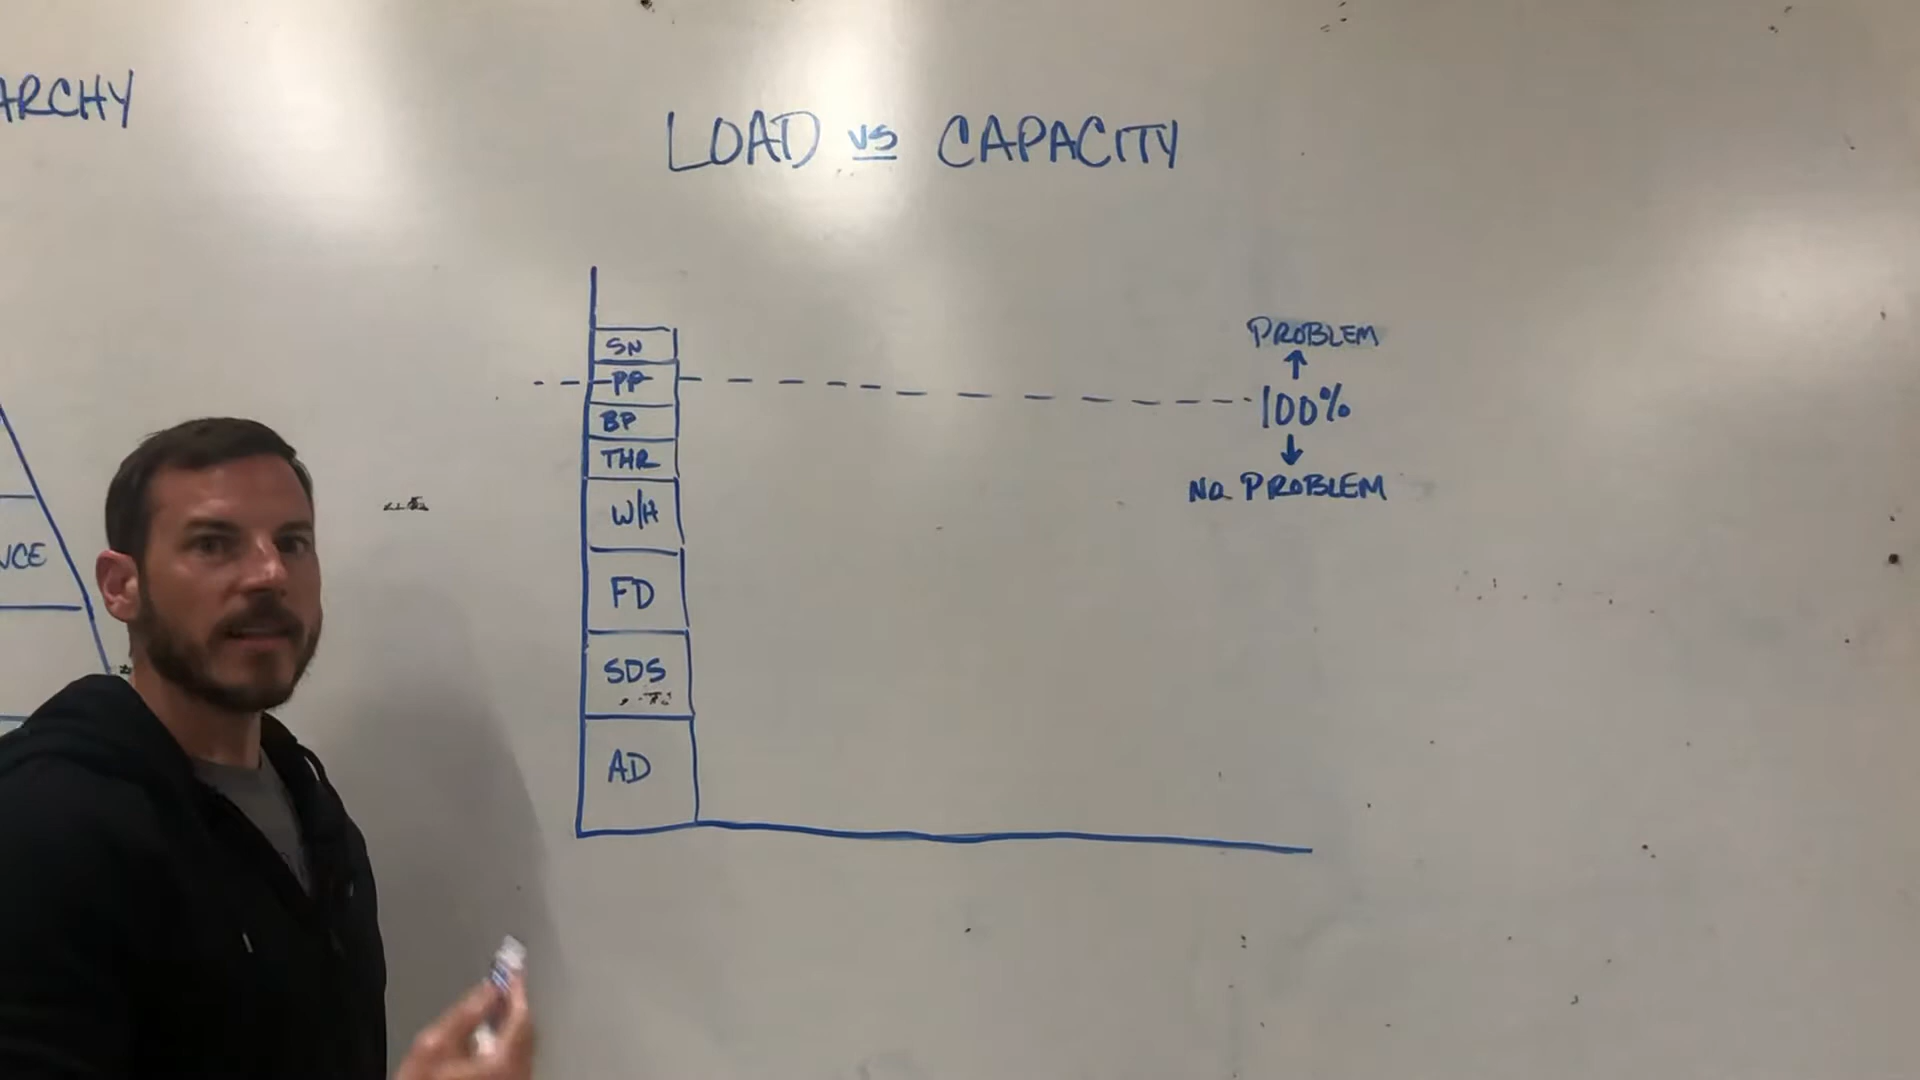 ARCHY
LOAD vs CAPACITY
SN
PP
BP
THR
W/H
FD
SDS
AD
PROBLEM
100%
NO PROBLEM
NCE